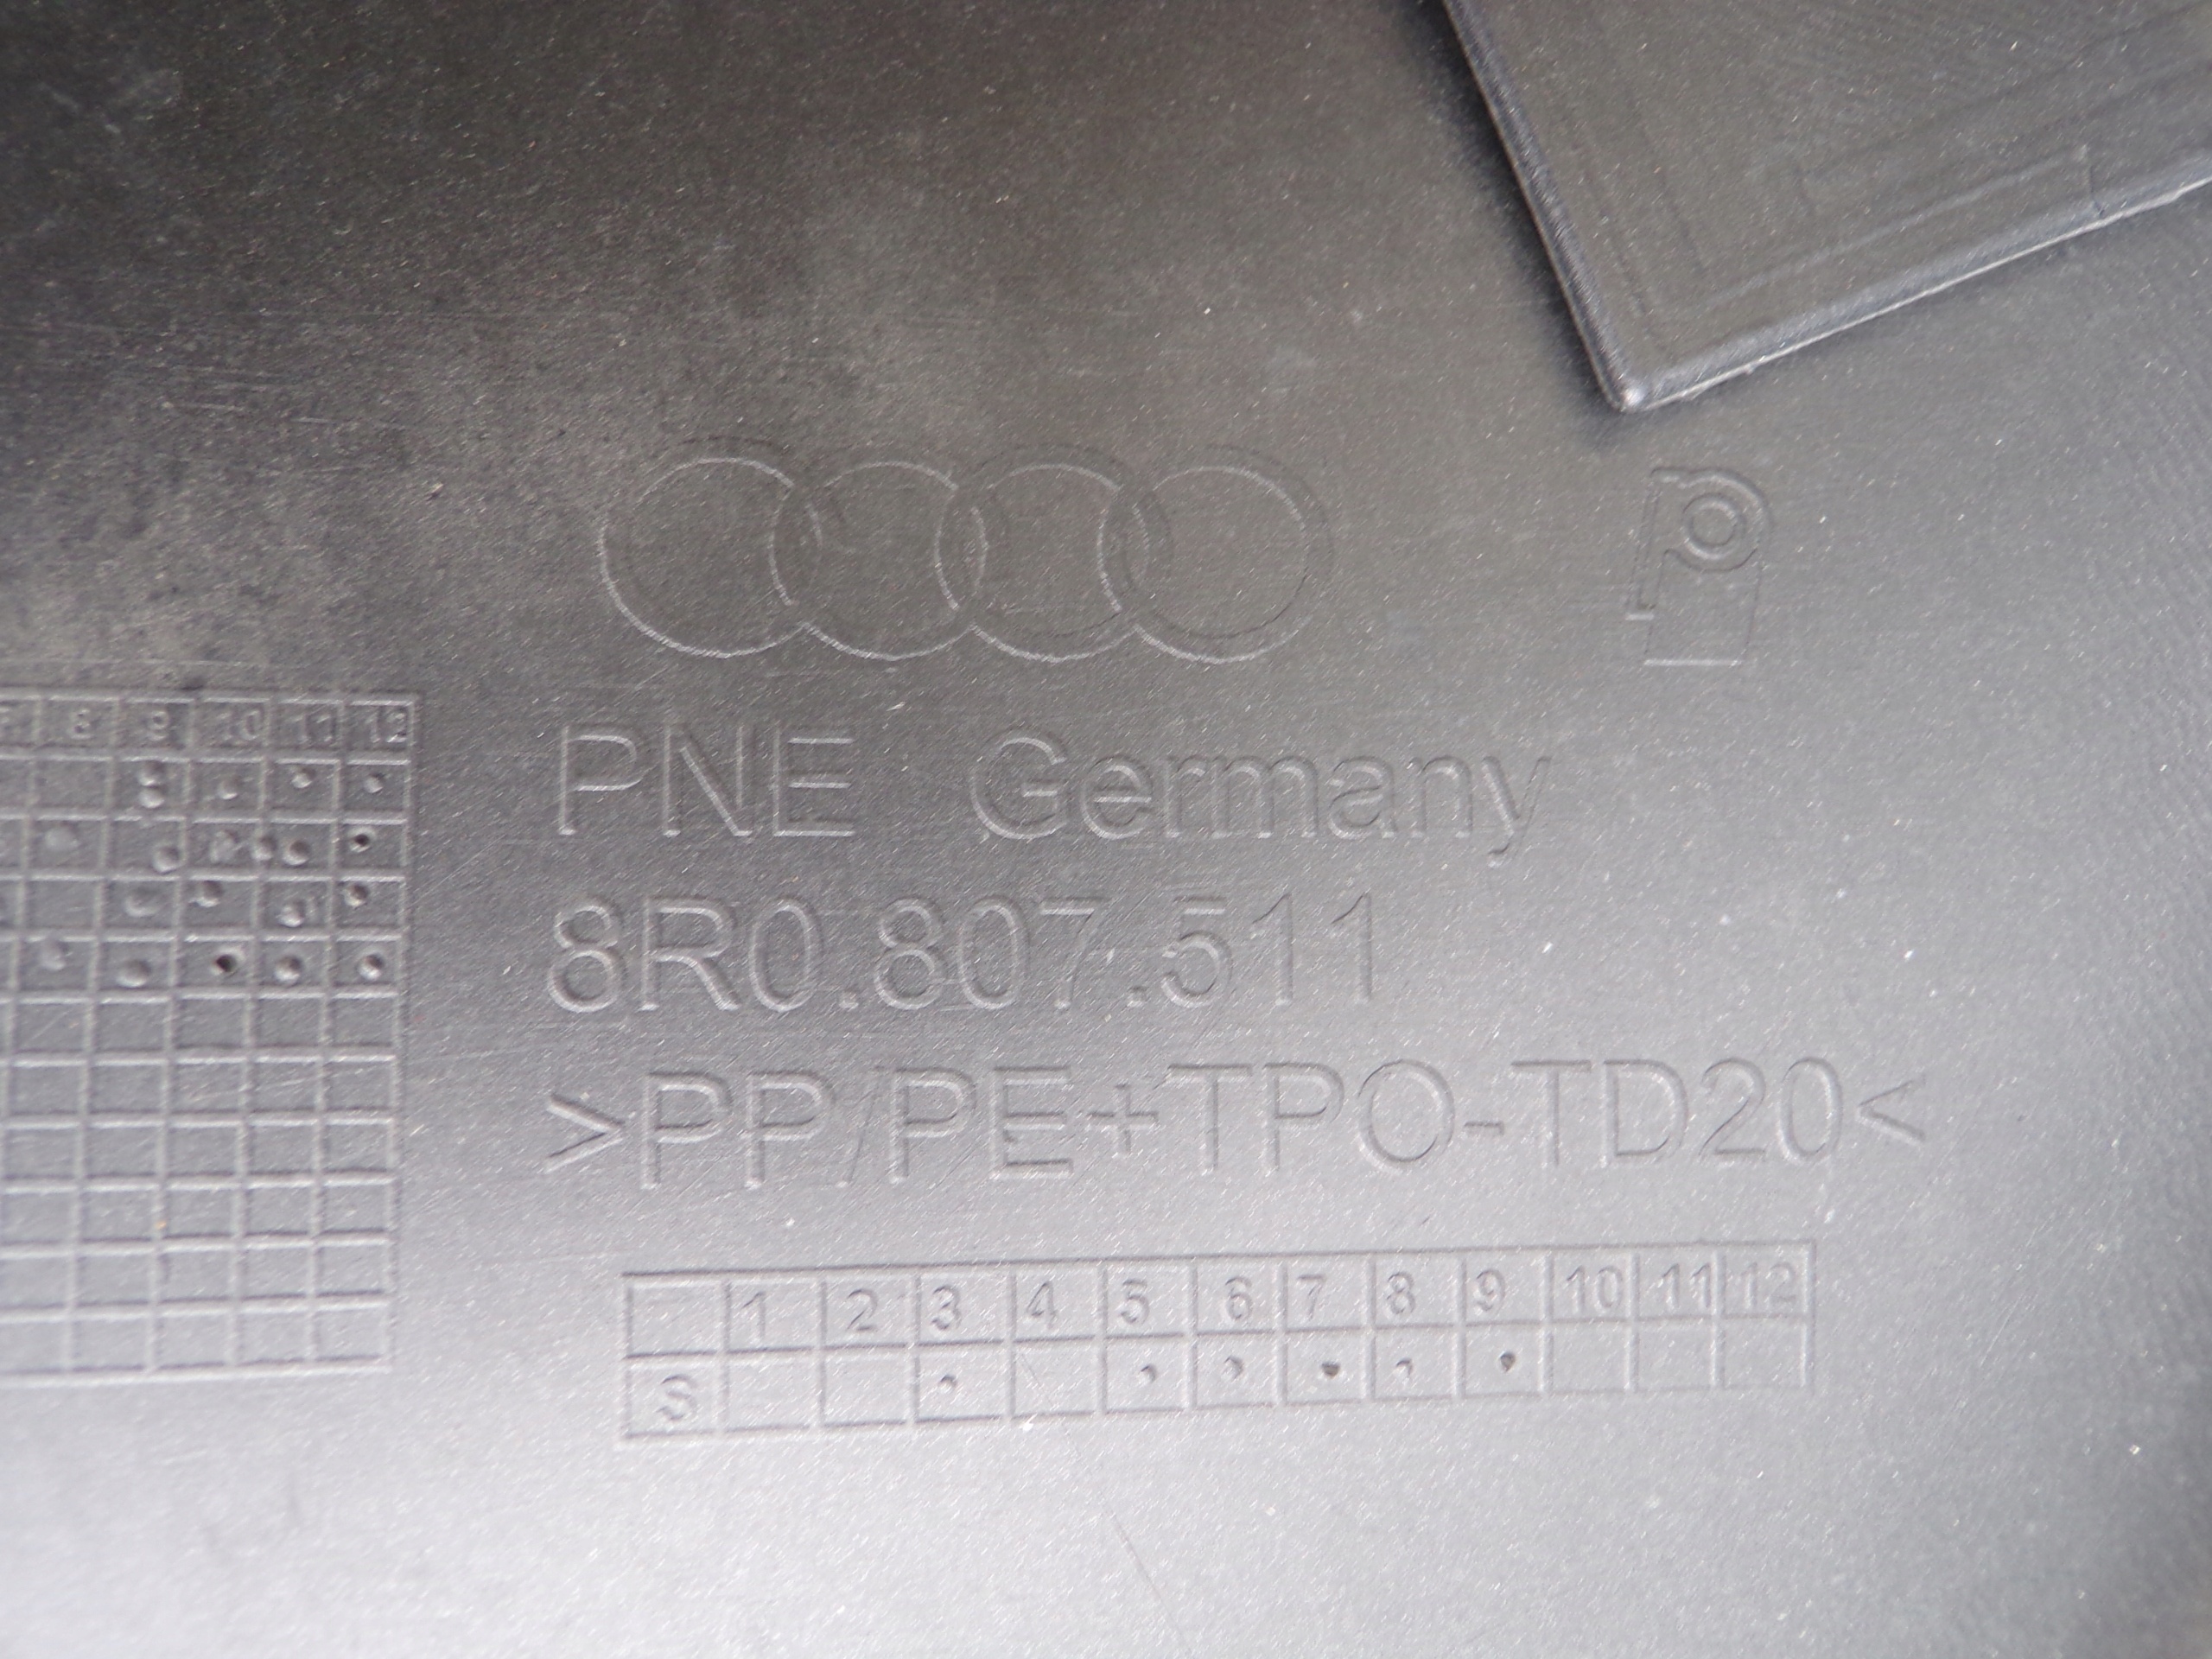 8 9 10 11 12
PNE Germany
8R0.807.511
>PP/PE+TPO-TD20<
1 2 3 4 5 6 7 8 9 10 11 12
S